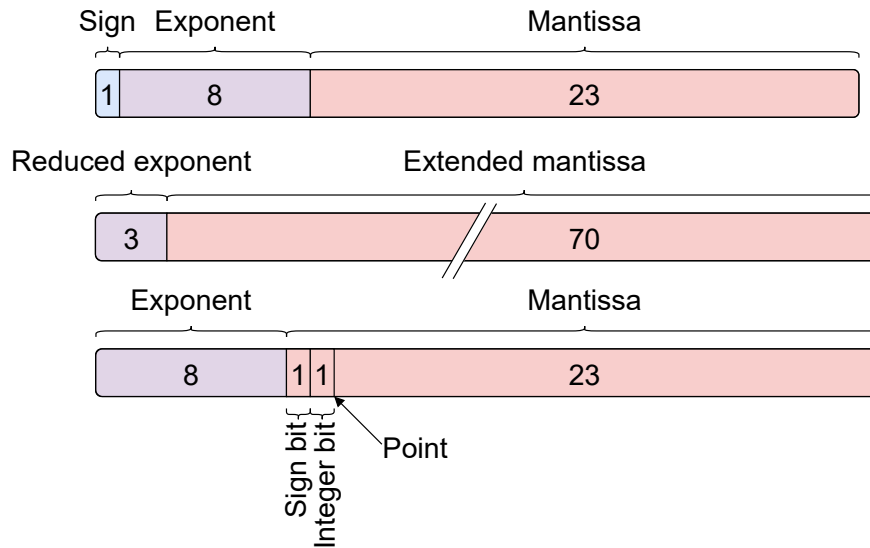 Sign Exponent Mantissa
1 8 23
Reduced exponent Extended mantissa
3 70
Exponent Mantissa
8 1 1 23
Point
Sign bit
Integer bit